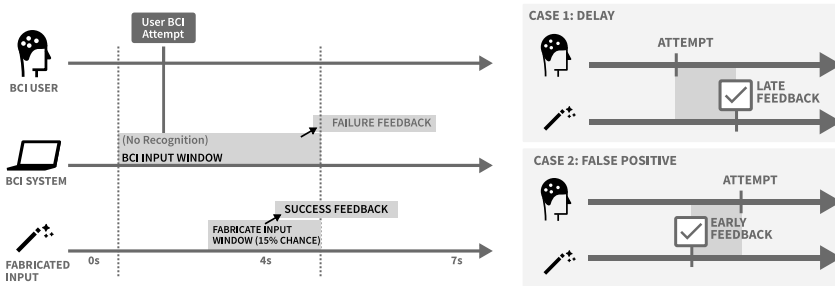 User BCI
Attempt
BCI USER
(No Recognition)
FAILURE FEEDBACK
BCI INPUT WINDOW
BCI SYSTEM
SUCCESS FEEDBACK
FABRICATE INPUT
WINDOW (15% CHANCE)
FABRICATED
INPUT
0s
4s
7s
CASE 1: DELAY
ATTEMPT
LATE
FEEDBACK
CASE 2: FALSE POSITIVE
ATTEMPT
EARLY
FEEDBACK